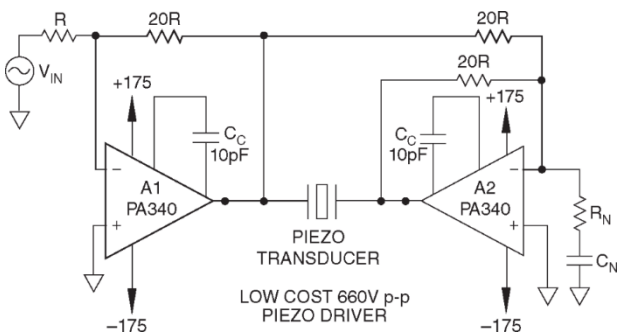 R
20R
20R
20R
V_IN
+175
+175
C_C
10pF
C_C
10pF
−
A1
PA340
+
−
A2
PA340
+
R_N
C_N
PIEZO
TRANSDUCER
−175
−175
LOW COST 660V p-p
PIEZO DRIVER